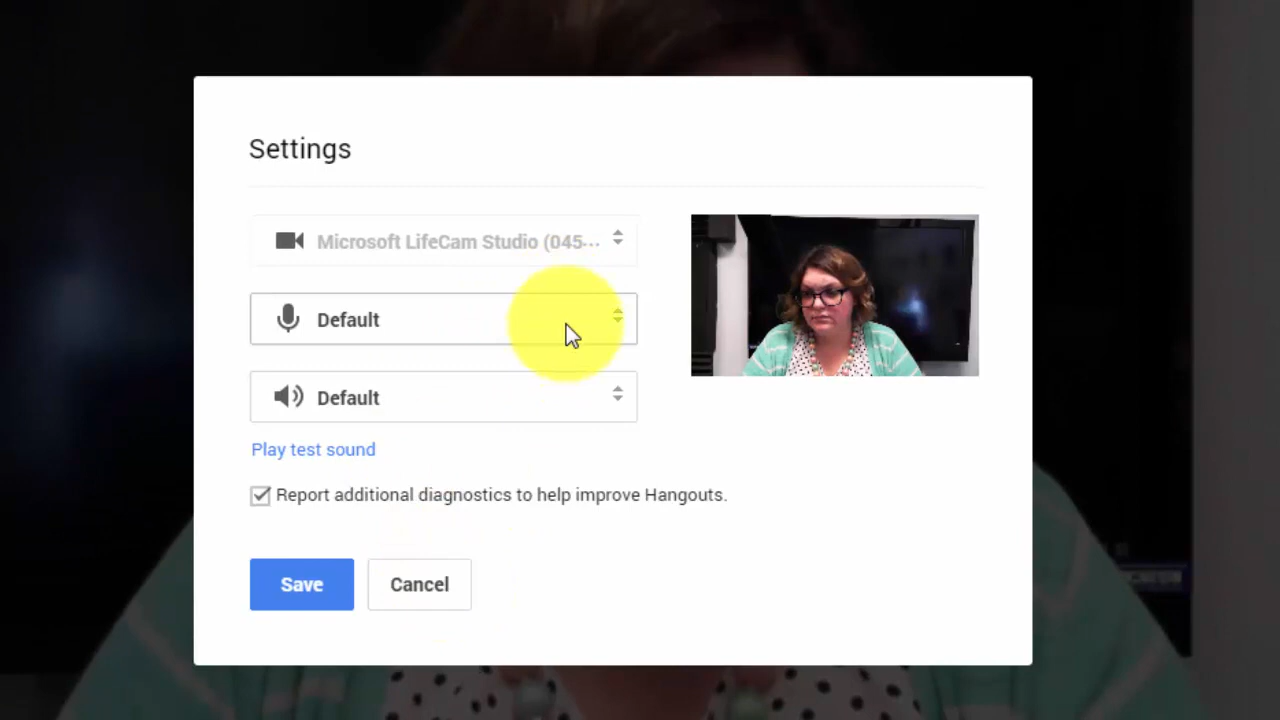 Settings
Microsoft LifeCam Studio (045...
Default
Default
Play test sound
Report additional diagnostics to help improve Hangouts.
Save
Cancel